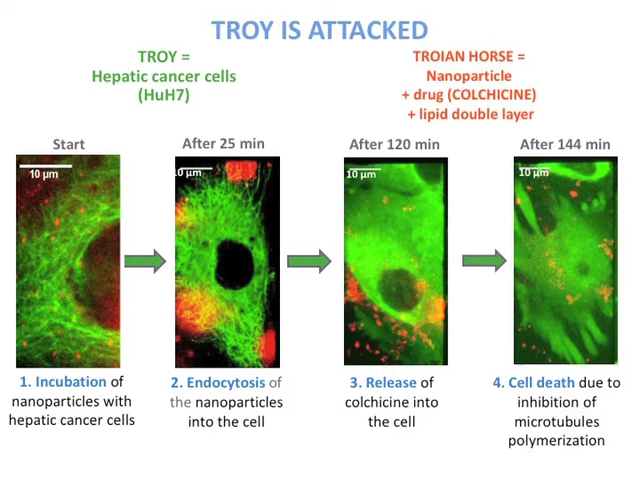 TROY IS ATTACKED
TROY =
Hepatic cancer cells
(HuH7)
TROIAN HORSE =
Nanoparticle
+ drug (COLCHICINE)
+ lipid double layer
Start
After 25 min
After 120 min
After 144 min
10 µm
.0 µm
10 µm
10 µm
1. Incubation of
nanoparticles with
hepatic cancer cells
2. Endocytosis of
the nanoparticles
into the cell
3. Release of
colchicine into
the cell
4. Cell death due to
inhibition of
microtubules
polymerization